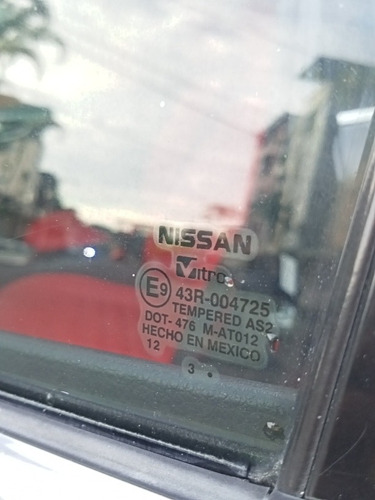 NISSAN
Vitro
E9 43R-004725
TEMPERED AS2
DOT-476 M-AT012
HECHO EN MEXICO
12
3 •